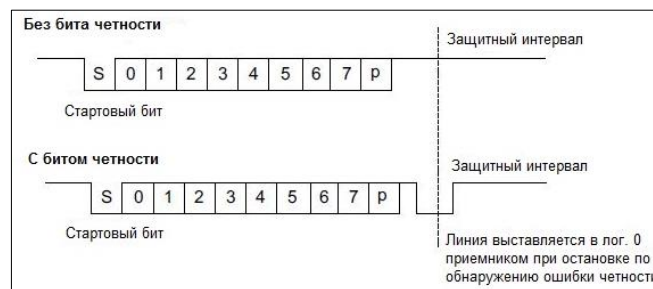 Без бита четности
Защитный интервал
S 0 1 2 3 4 5 6 7 p
Стартовый бит
С битом четности
Защитный интервал
S 0 1 2 3 4 5 6 7 p
Стартовый бит
Линия выставляется в лог. 0
приемником при остановке по
обнаружению ошибки четности